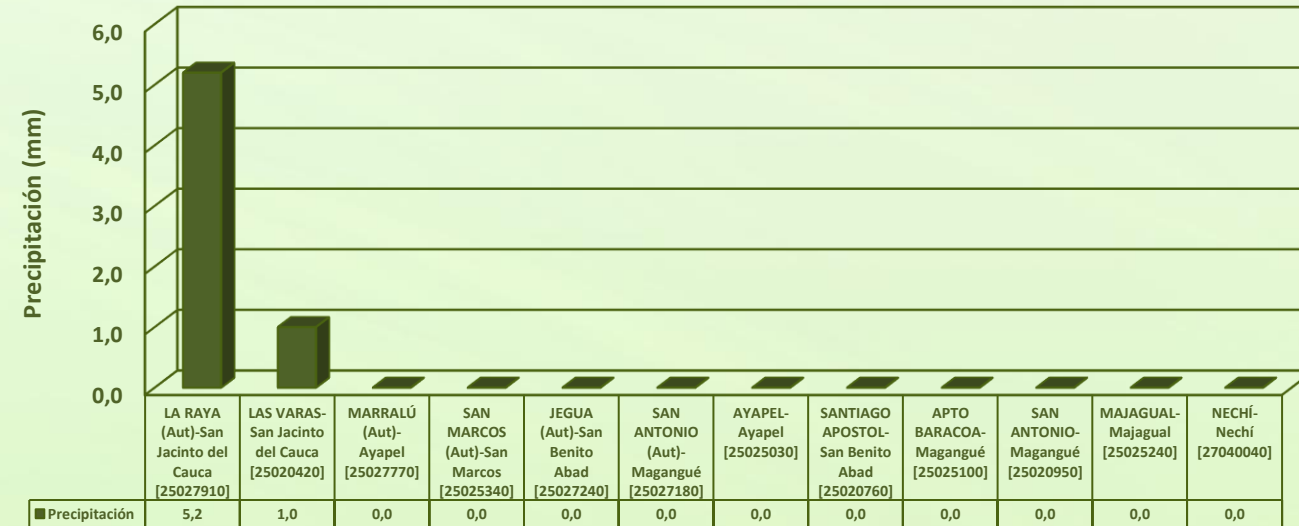 Precipitación (mm)
6,0
5,0
4,0
3,0
2,0
1,0
0,0
LA RAYA
(Aut)-San
Jacinto del
Cauca
[25027910]
LAS VARAS-
San Jacinto
del Cauca
[25020420]
MARRALÚ
(Aut)-
Ayapel
[25027770]
SAN
MARCOS
(Aut)-San
Marcos
[25025340]
JEGUA
(Aut)-San
Benito
Abad
[25027240]
SAN
ANTONIO
(Aut)-
Magangué
[25027180]
AYAPEL-
Ayapel
[25025030]
SANTIAGO
APOSTOL-
San Benito
Abad
[25020760]
APTO
BARACOA-
Magangué
[25025100]
SAN
ANTONIO-
Magangué
[25020950]
MAJAGUAL-
Majagual
[25025240]
NECHÍ-
Nechí
[27040040]
Precipitación 5,2 1,0 0,0 0,0 0,0 0,0 0,0 0,0 0,0 0,0 0,0 0,0